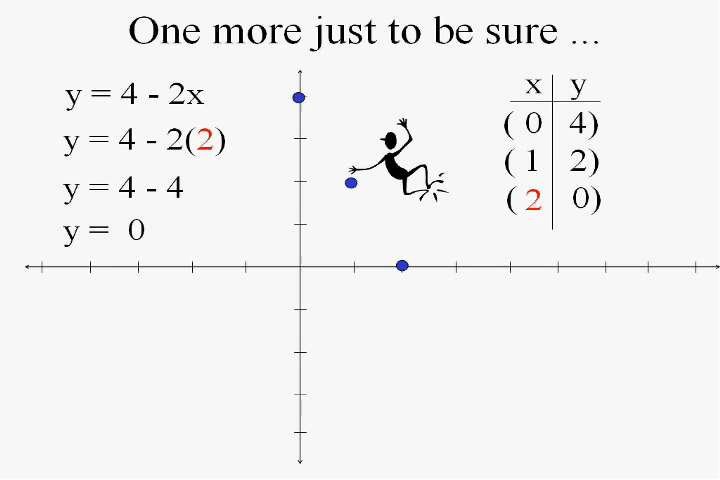 One more just to be sure ...
y = 4 - 2x
y = 4 - 2(2)
y = 4 - 4
y = 0
x y
( 0 4)
( 1 2)
( 2 0)